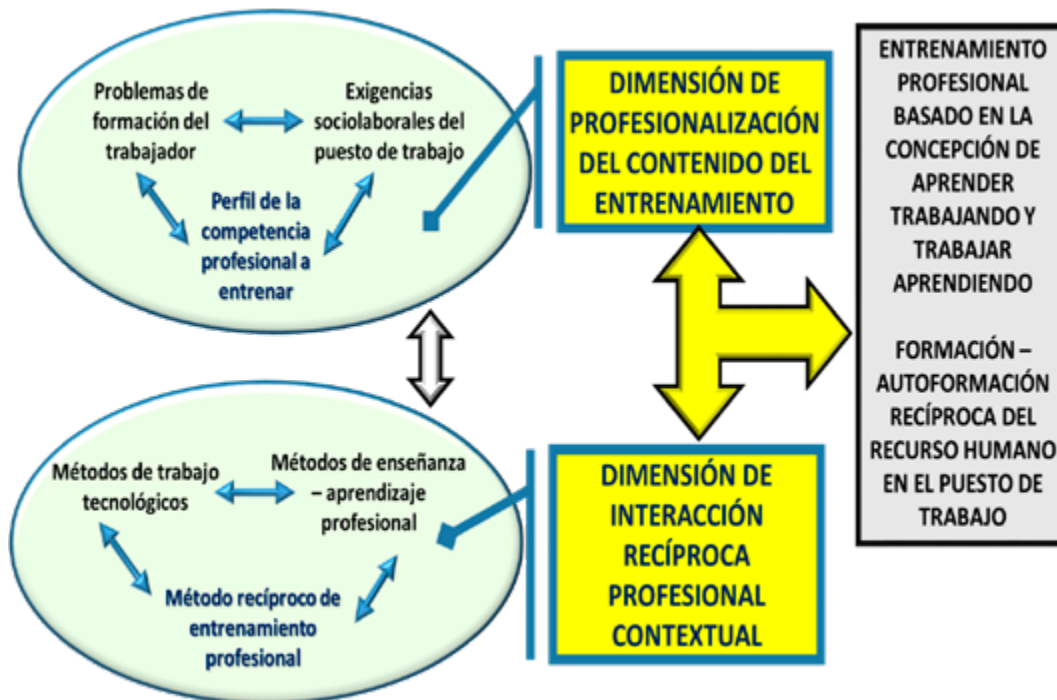 Problemas de
formación del
trabajador
Exigencias
sociolaborales del
puesto de trabajo
Perfil de la
competencia
profesional a
entrenar
DIMENSIÓN DE
PROFESIONALIZACIÓN
DEL CONTENIDO DEL
ENTRENAMIENTO
Métodos de trabajo
tecnológicos
Métodos de enseñanza
– aprendizaje
profesional
Método recíproco de
entrenamiento
profesional
DIMENSIÓN DE
INTERACCIÓN
RECÍPROCA
PROFESIONAL
CONTEXTUAL
ENTRENAMIENTO
PROFESIONAL
BASADO EN LA
CONCEPCIÓN DE
APRENDER
TRABAJANDO Y
TRABAJAR
APRENDIENDO
FORMACIÓN –
AUTOFORMACIÓN
RECÍPROCA DEL
RECURSO HUMANO
EN EL PUESTO DE
TRABAJO